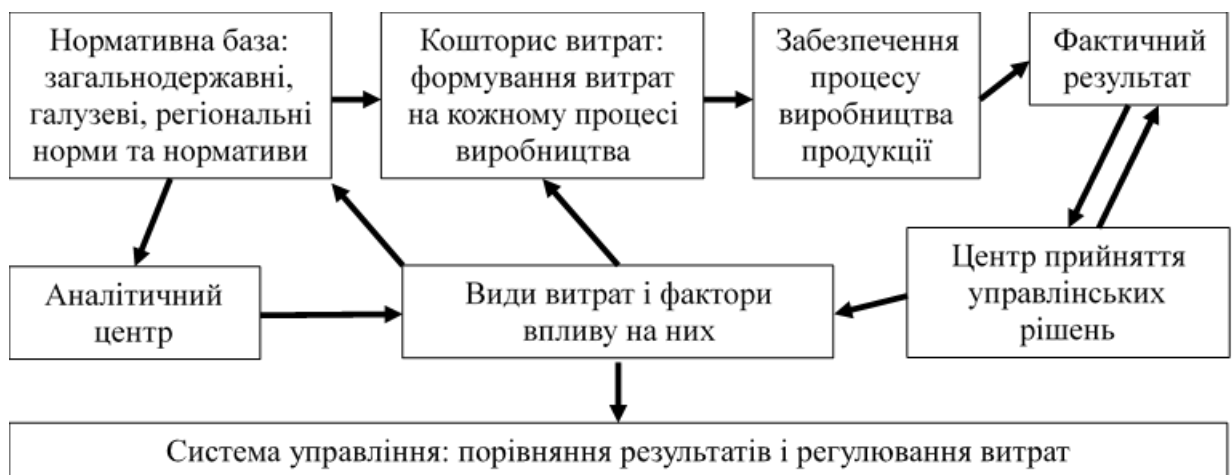 Нормативна база:
загальнодержавні,
галузеві, регіональні
норми та нормативи
Кошторис витрат:
формування витрат
на кожному процесі
виробництва
Забезпечення
процесу
виробництва
продукції
Фактичний
результат
Аналітичний
центр
Види витрат і фактори
впливу на них
Центр прийняття
управлінських
рішень
Система управління: порівняння результатів і регулювання витрат